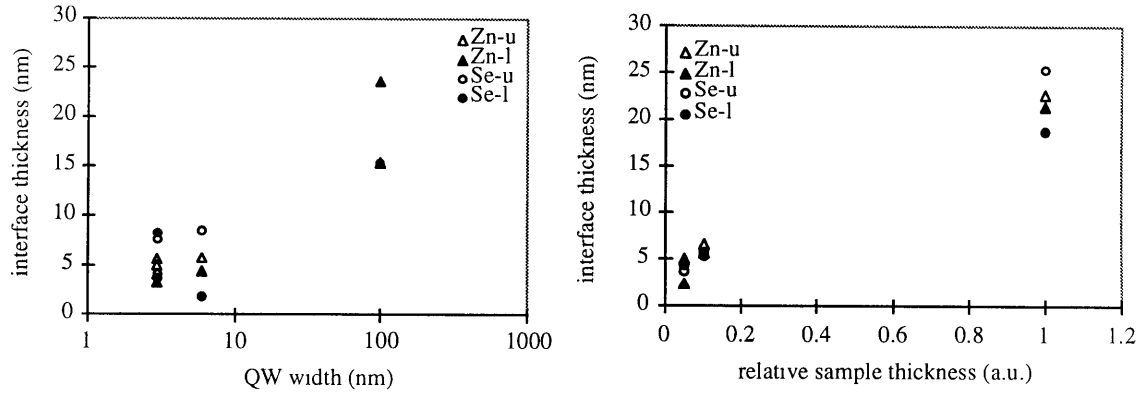 30
25
20
15
10
5
0
interface thickness (nm)
1
10
100
1000
QW width (nm)
Zn-u
Zn-l
Se-u
Se-l
30
25
20
15
10
5
0
interface thickness (nm)
0
0.2
0.4
0.6
0.8
1
1.2
relative sample thickness (a.u.)
Zn-u
Zn-l
Se-u
Se-l